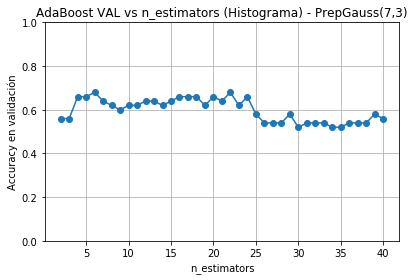 AdaBoost VAL vs n_estimators (Histograma) - PrepGauss(7,3)
1.0
0.8
0.6
0.4
0.2
0.0
Accuracy en validación
5 10 15 20 25 30 35 40
n_estimators